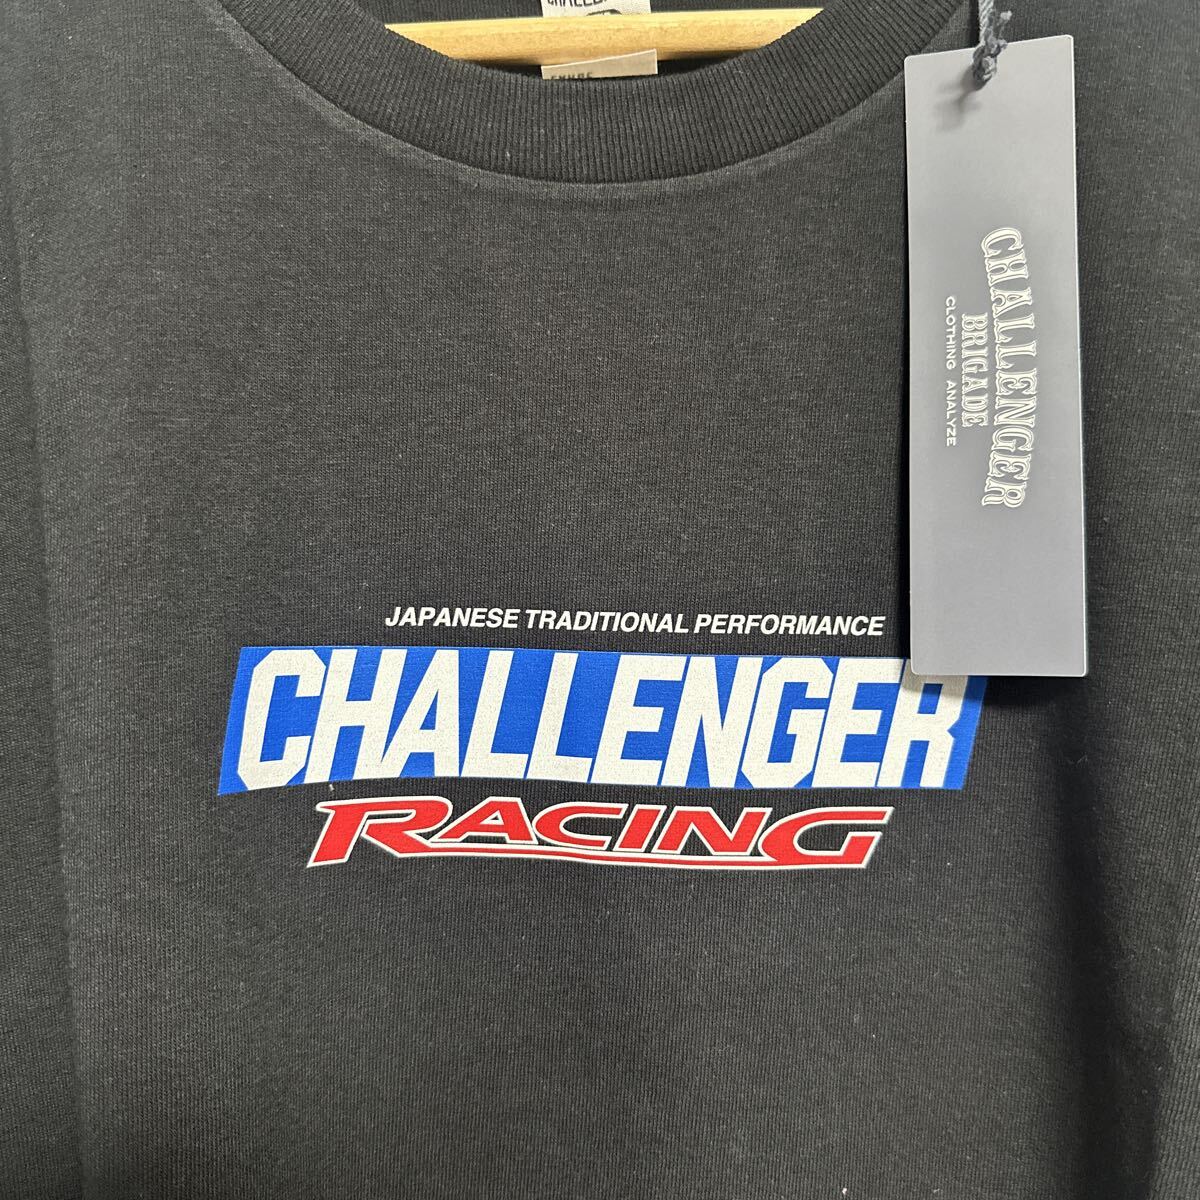 JAPANESE TRADITIONAL PERFORMANCE
CHALLENGER
RACING
CHALLENGER
BRIGADE
CLOTHING ANALYZE